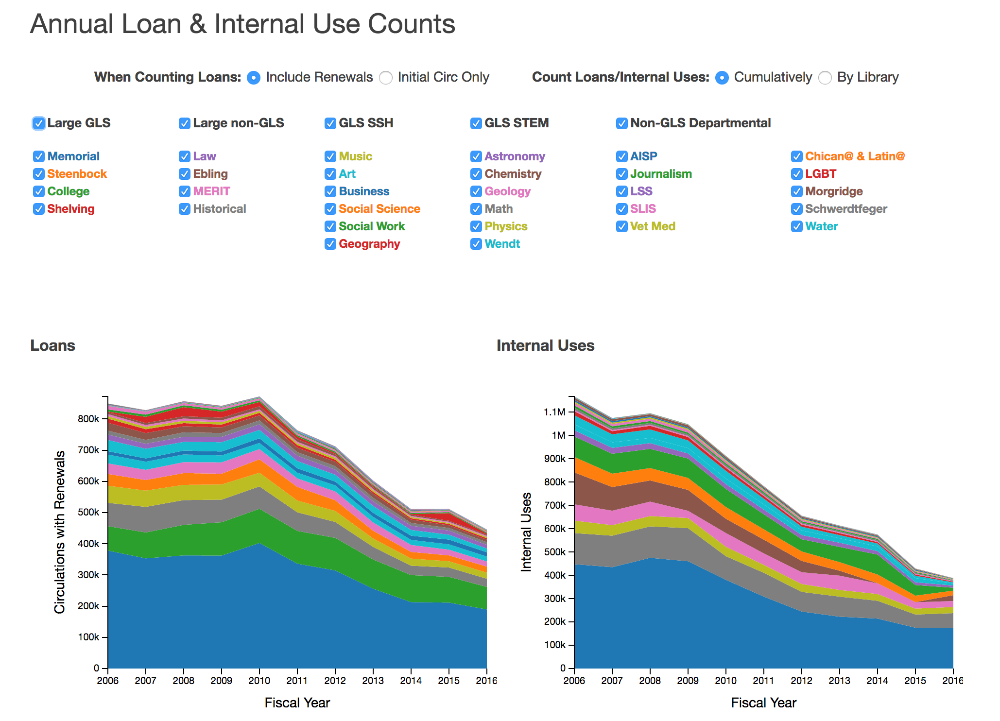 Annual Loan & Internal Use Counts
When Counting Loans: Include Renewals Initial Circ Only Count Loans/Internal Uses: Cumulatively By Library
Large GLS Large non-GLS GLS SSH GLS STEM Non-GLS Departmental
Memorial Law Music Astronomy AISP Chican@ & Latin@
Steenbock Ebling Art Chemistry Journalism LGBT
College MERIT Business Geology LSS Morgridge
Shelving Historical Social Science Math SLIS Schwerdtfeger
Social Work Physics Vet Med Water
Geography Wendt
Loans
Circulations with Renewals
800k
700k
600k
500k
400k
300k
200k
100k
0
2006 2007 2008 2009 2010 2011 2012 2013 2014 2015 2016
Fiscal Year
Internal Uses
Internal Uses
1.1M
1M
900k
800k
700k
600k
500k
400k
300k
200k
100k
0
2006 2007 2008 2009 2010 2011 2012 2013 2014 2015 2016
Fiscal Year